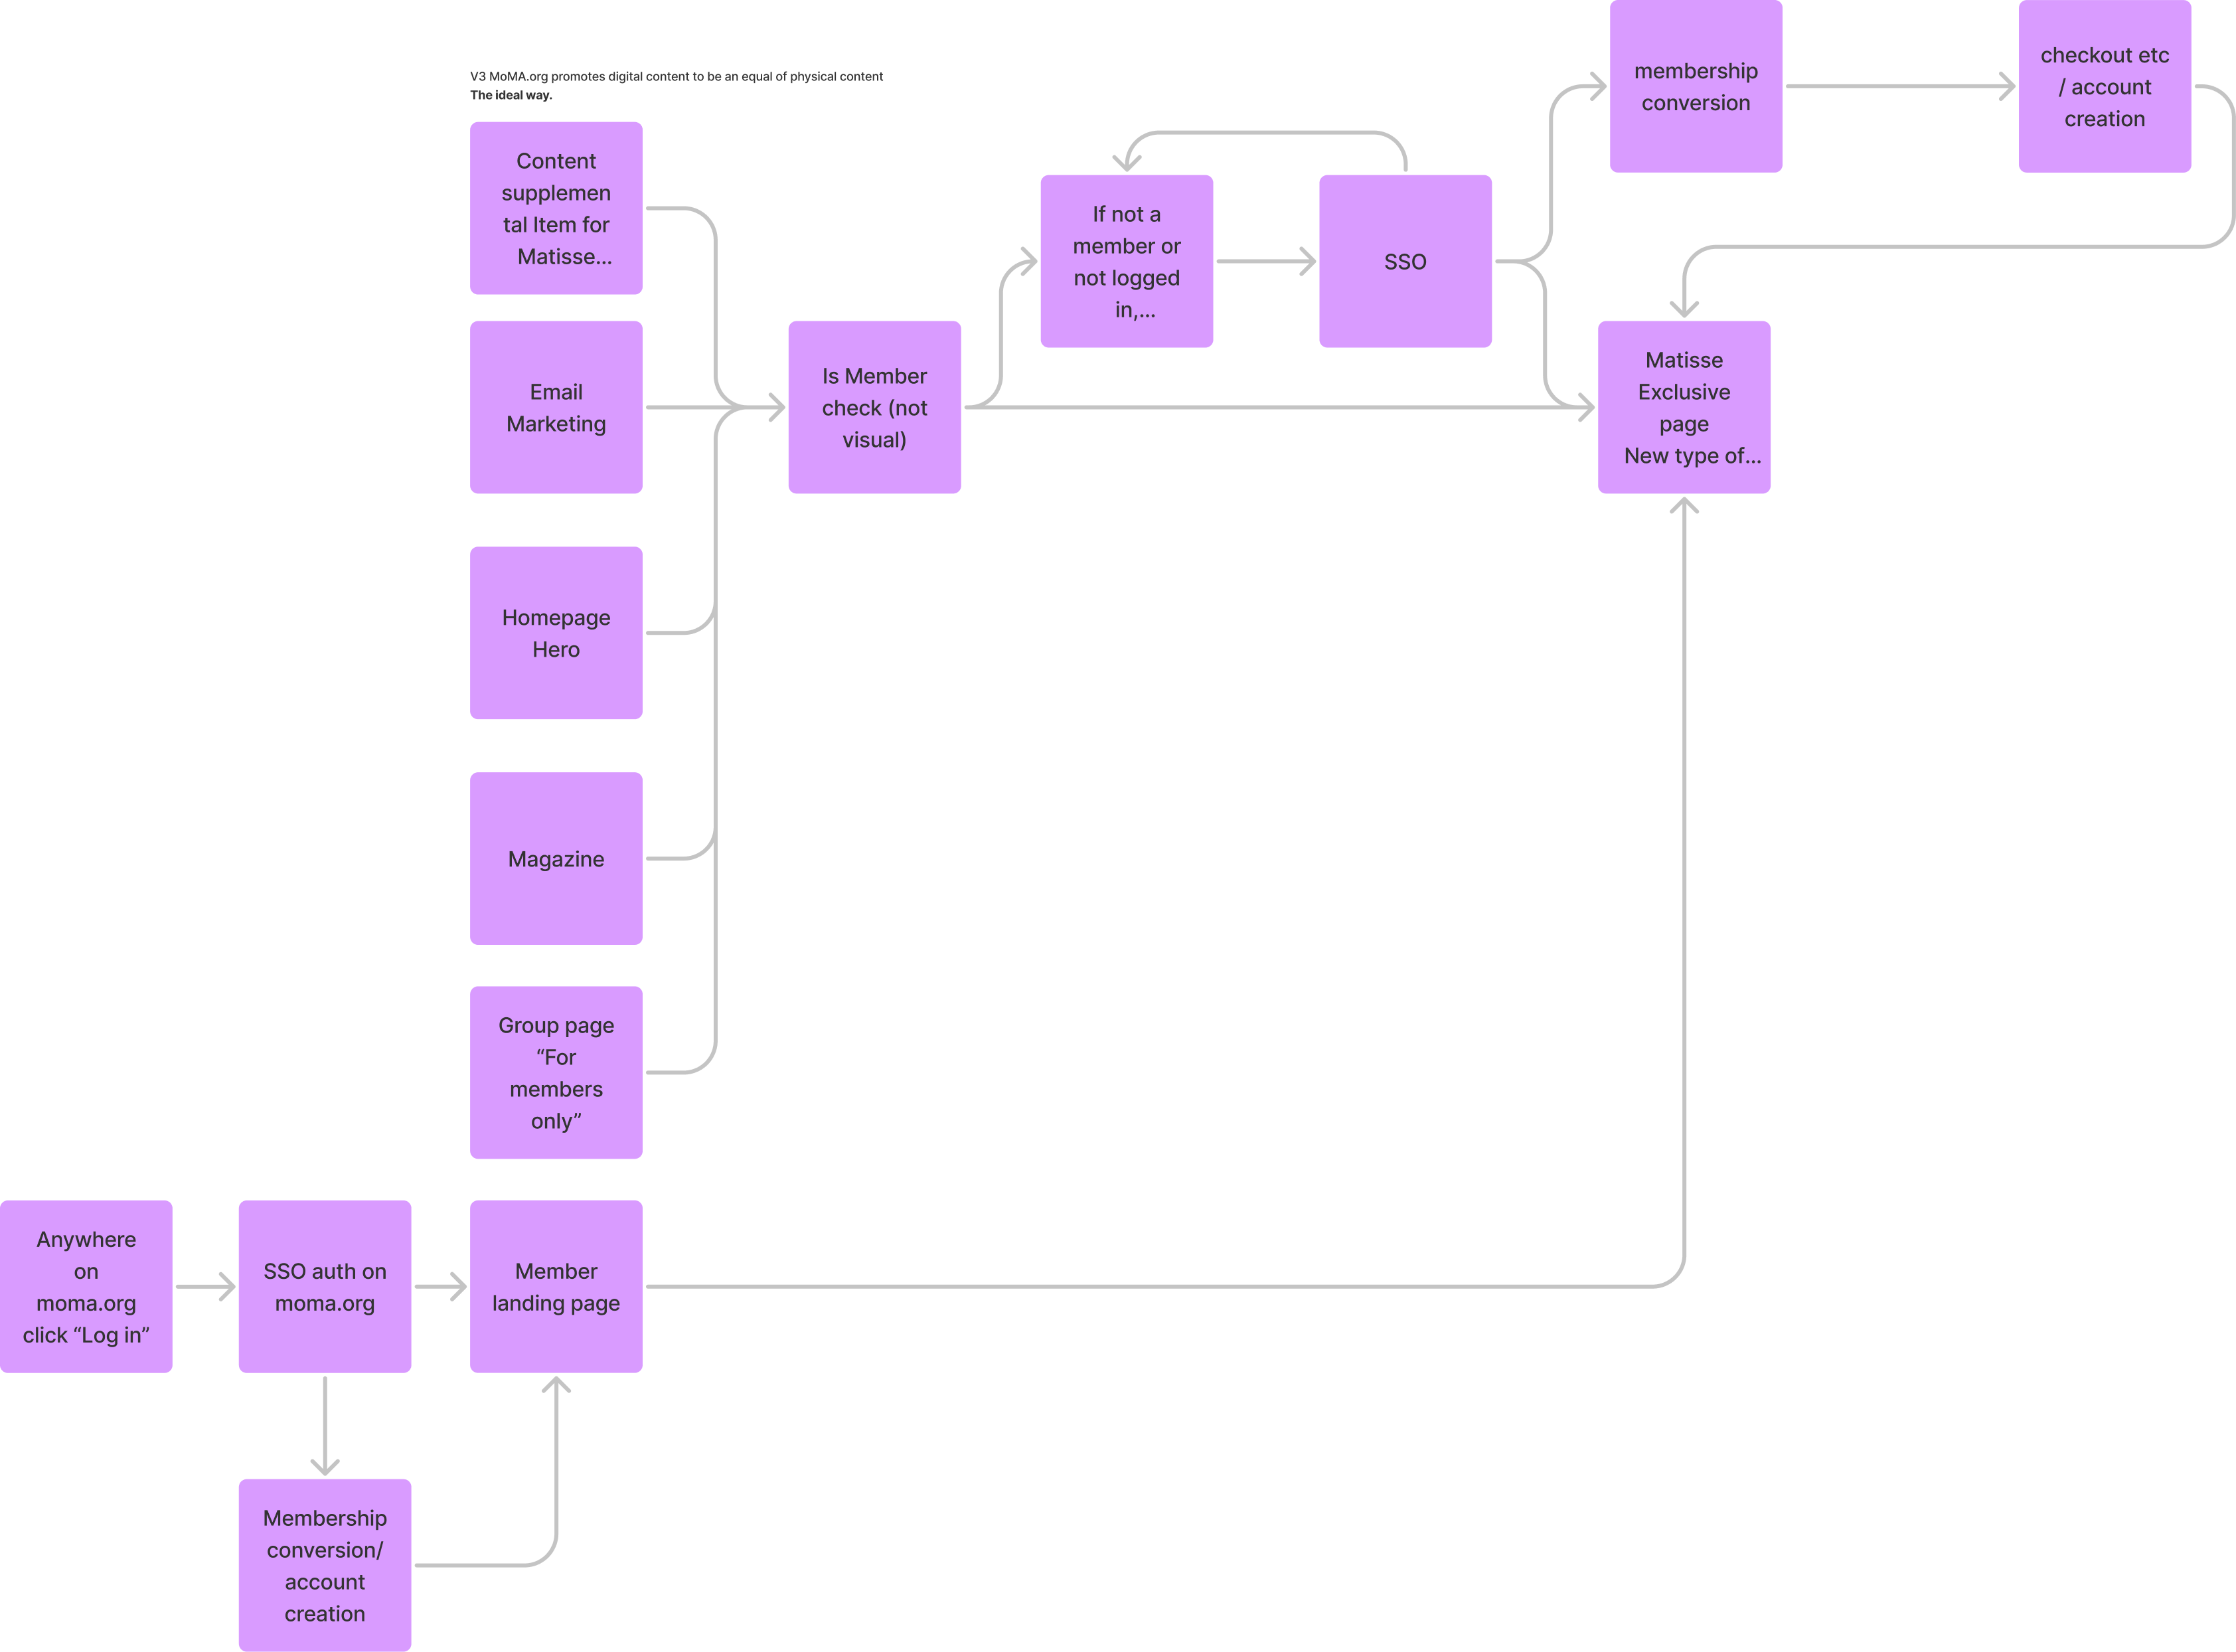 V3 MoMA.org promotes digital content to be an equal of physical content
The ideal way.
membership
conversion
checkout etc
/ account
creation
Content
supplemen
tal Item for
Matisse...
If not a
member or
not logged
in,...
SSO
Email
Marketing
Is Member
check (not
visual)
Matisse
Exclusive
page
New type of...
Homepage
Hero
Magazine
Group page
“For
members
only”
Anywhere
on
moma.org
click “Log in”
SSO auth on
moma.org
Member
landing page
Membership
conversion/
account
creation